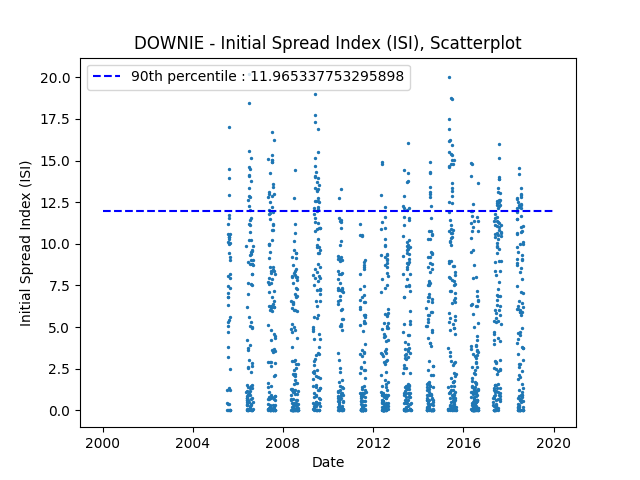 DOWNIE - Initial Spread Index (ISI), Scatterplot
90th percentile : 11.965337753295898
Initial Spread Index (ISI)
20.0
17.5
15.0
12.5
10.0
7.5
5.0
2.5
0.0
2000 2004 2008 2012 2016 2020
Date